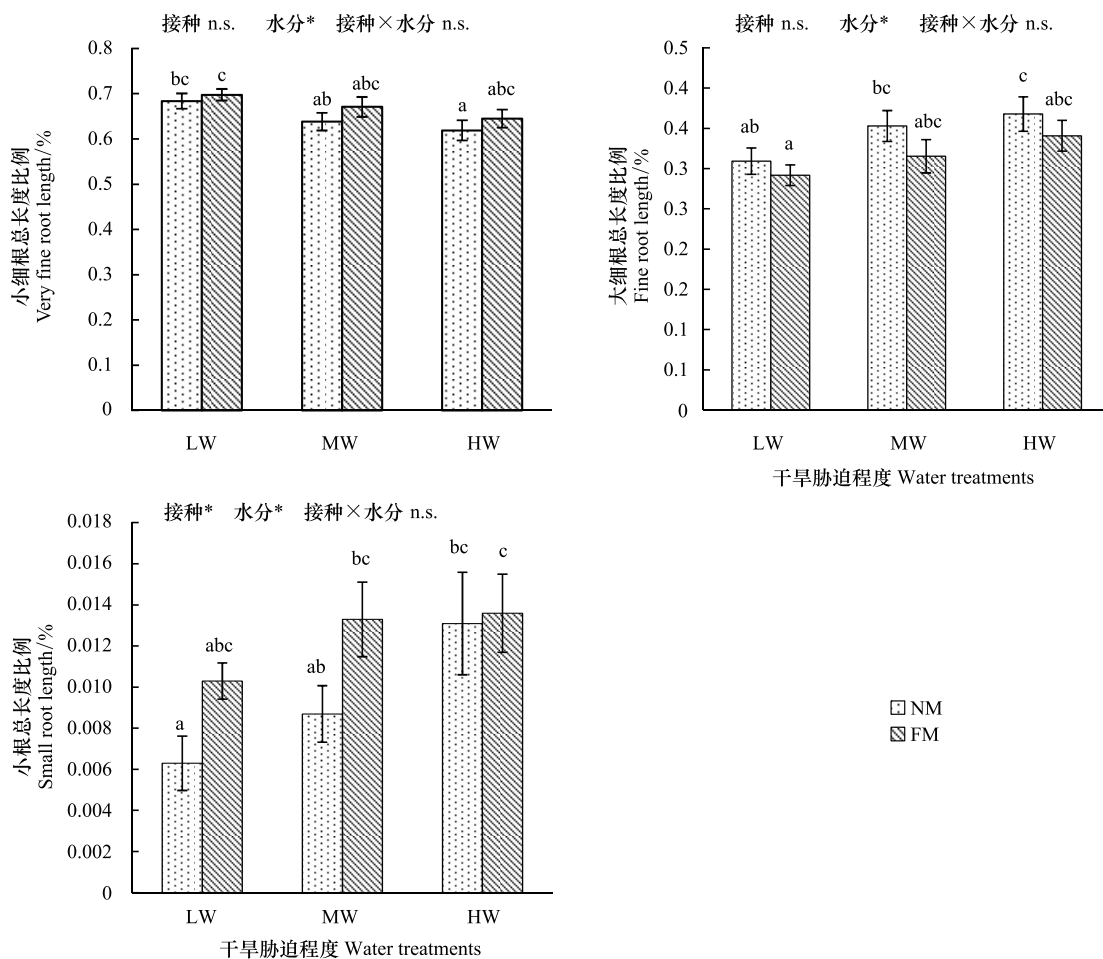 接种 n.s. 水分* 接种×水分 n.s.
小细根总长度比例
Very fine root length/%
0.8
0.7
0.6
0.5
0.4
0.3
0.2
0.1
0
bc
c
ab
abc
a
abc
LW
MW
HW
接种 n.s. 水分* 接种×水分 n.s.
大细根总长度比例
Fine root length/%
0.5
0.4
0.4
0.3
0.3
0.2
0.2
0.1
0.1
0
ab
a
bc
abc
c
abc
LW
MW
HW
干旱胁迫程度 Water treatments
接种* 水分* 接种×水分 n.s.
小根总长度比例
Small root length/%
0.018
0.016
0.014
0.012
0.010
0.008
0.006
0.004
0.002
0
a
abc
ab
bc
bc
c
LW
MW
HW
干旱胁迫程度 Water treatments
NM
FM